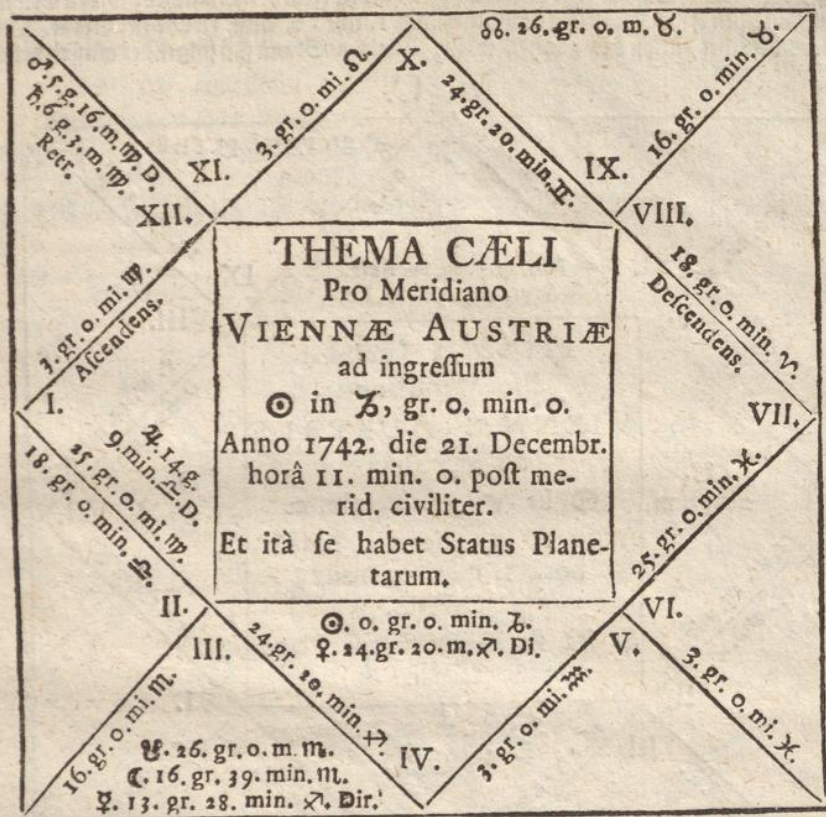 ☊. 26. gr. 0. m. ♉.
♂. 5. g. 16. m. ♍. D.
♄. 6. g. 3. m. ♍.
Retr.
XI.
3. gr. 0. mi. ♌.
X.
24. gr. 20. min. ♊.
IX.
16. gr. 0. min. ♉.
XII.
VIII.
3. gr. 0. mi. ♍.
Aſcendens.
18. gr. 0. min. ♈.
Deſcendens.
THEMA CÆLI
Pro Meridiano
VIENNÆ AUSTRIÆ
ad ingreſſum
☉ in ♑, gr. 0. min. 0.
Anno 1742. die 21. Decembr.
horâ 11. min. 0. poſt me-
rid. civiliter.
Et ità ſe habet Status Plane-
tarum.
I.
VII.
♃. 14. g.
9. min. ♎. D.
25. gr. 0. mi. ♍.
18. gr. 0. min. ♎.
25. gr. 0. min. ♓.
II.
VI.
III.
☉. 0. gr. 0. min. ♑.
♀. 24. gr. 20. m. ♐. Di.
V.
16. gr. 0. mi. ♏.
24. gr. 20. min. ♐.
3. gr. 0. mi. ♒.
3. gr. 0. mi. ♓.
☋. 26. gr. 0. m. ♏.
☾. 16. gr. 39. min. ♏.
☿. 13. gr. 28. min. ♐. Dir.
IV.